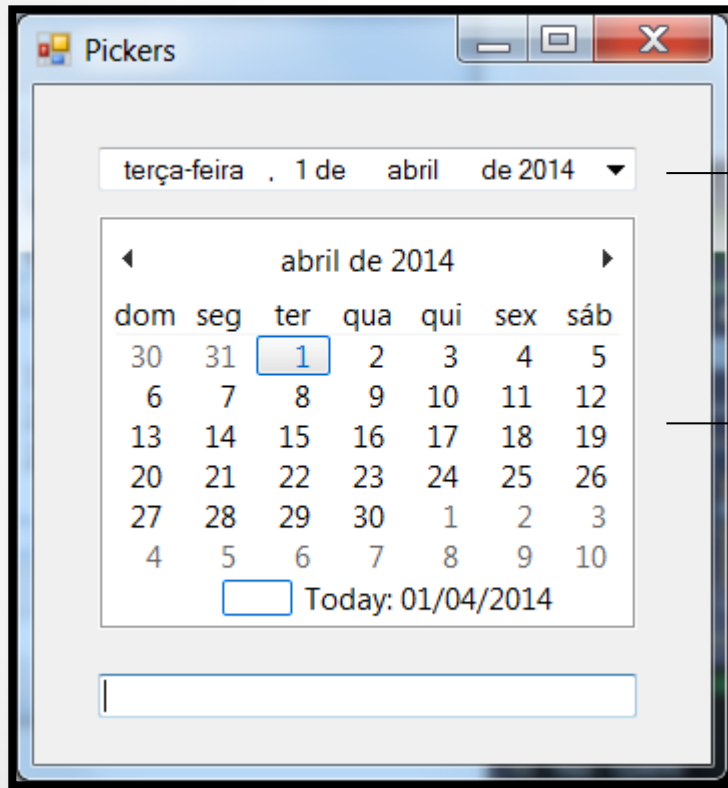 Pickers
terça-feira , 1 de abril de 2014
abril de 2014
dom seg ter qua qui sex sáb
30 31 1 2 3 4 5
6 7 8 9 10 11 12
13 14 15 16 17 18 19
20 21 22 23 24 25 26
27 28 29 30 1 2 3
4 5 6 7 8 9 10
Today: 01/04/2014